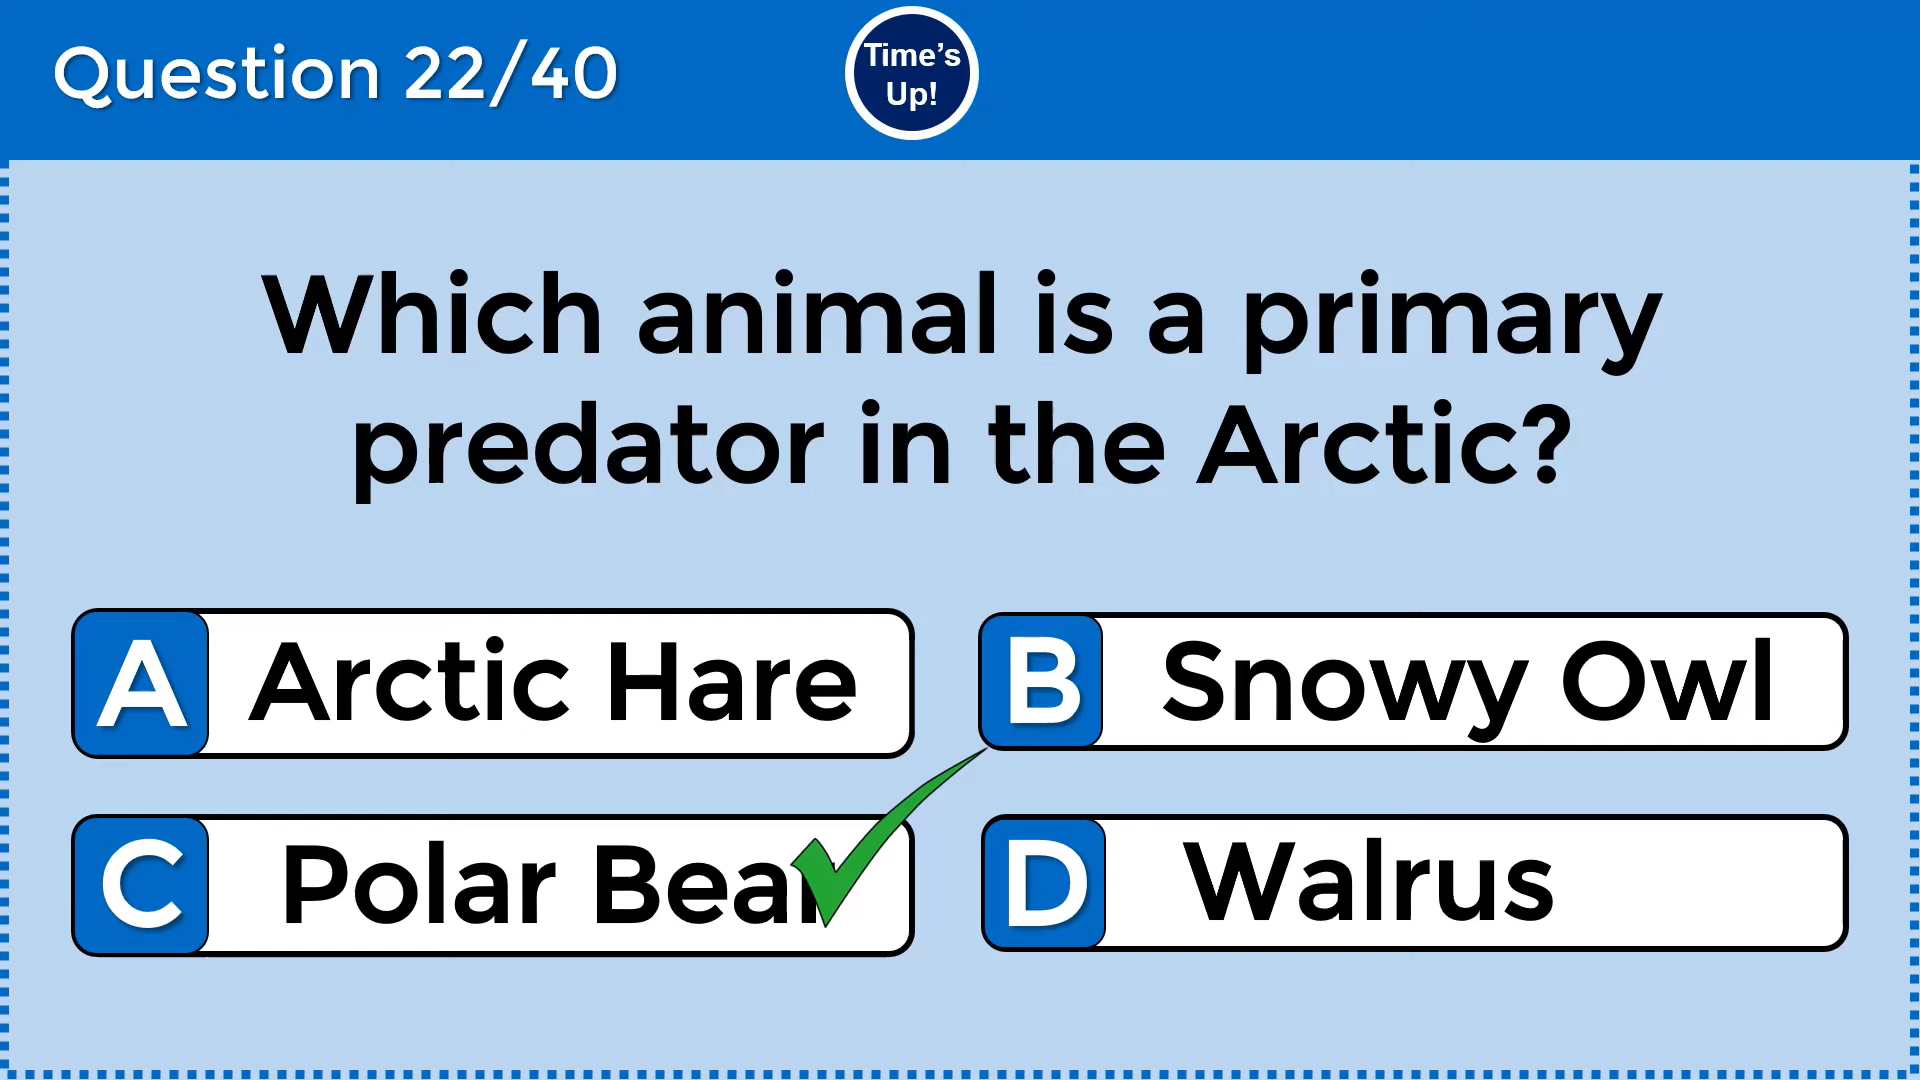 Question 22/40
Time's
Up!
Which animal is a primary
predator in the Arctic?
A Arctic Hare
B Snowy Owl
C Polar Bear
D Walrus